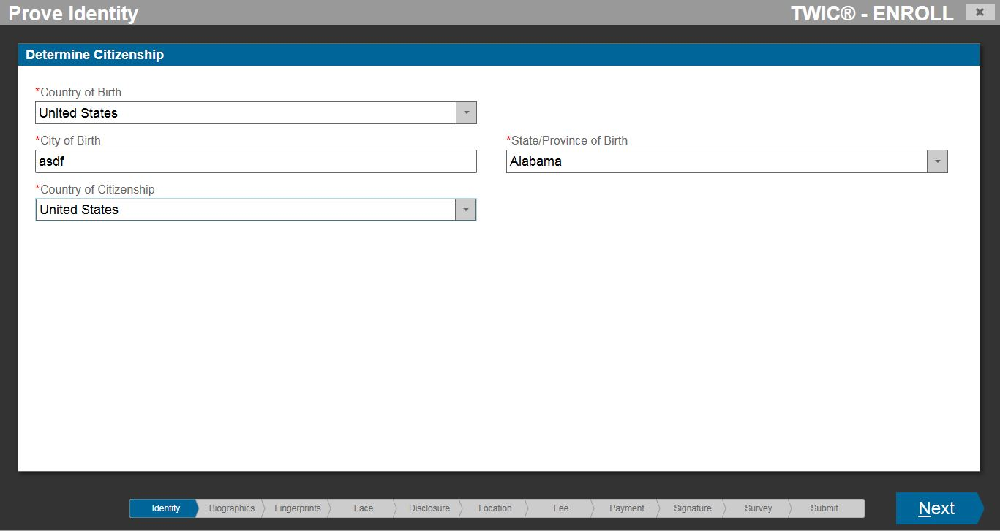 Prove Identity
TWIC® - ENROLL
Determine Citizenship
*Country of Birth
United States
*City of Birth
*State/Province of Birth
asdf
Alabama
*Country of Citizenship
United States
Identity
Biographics
Fingerprints
Face
Disclosure
Location
Fee
Payment
Signature
Survey
Submit
Next